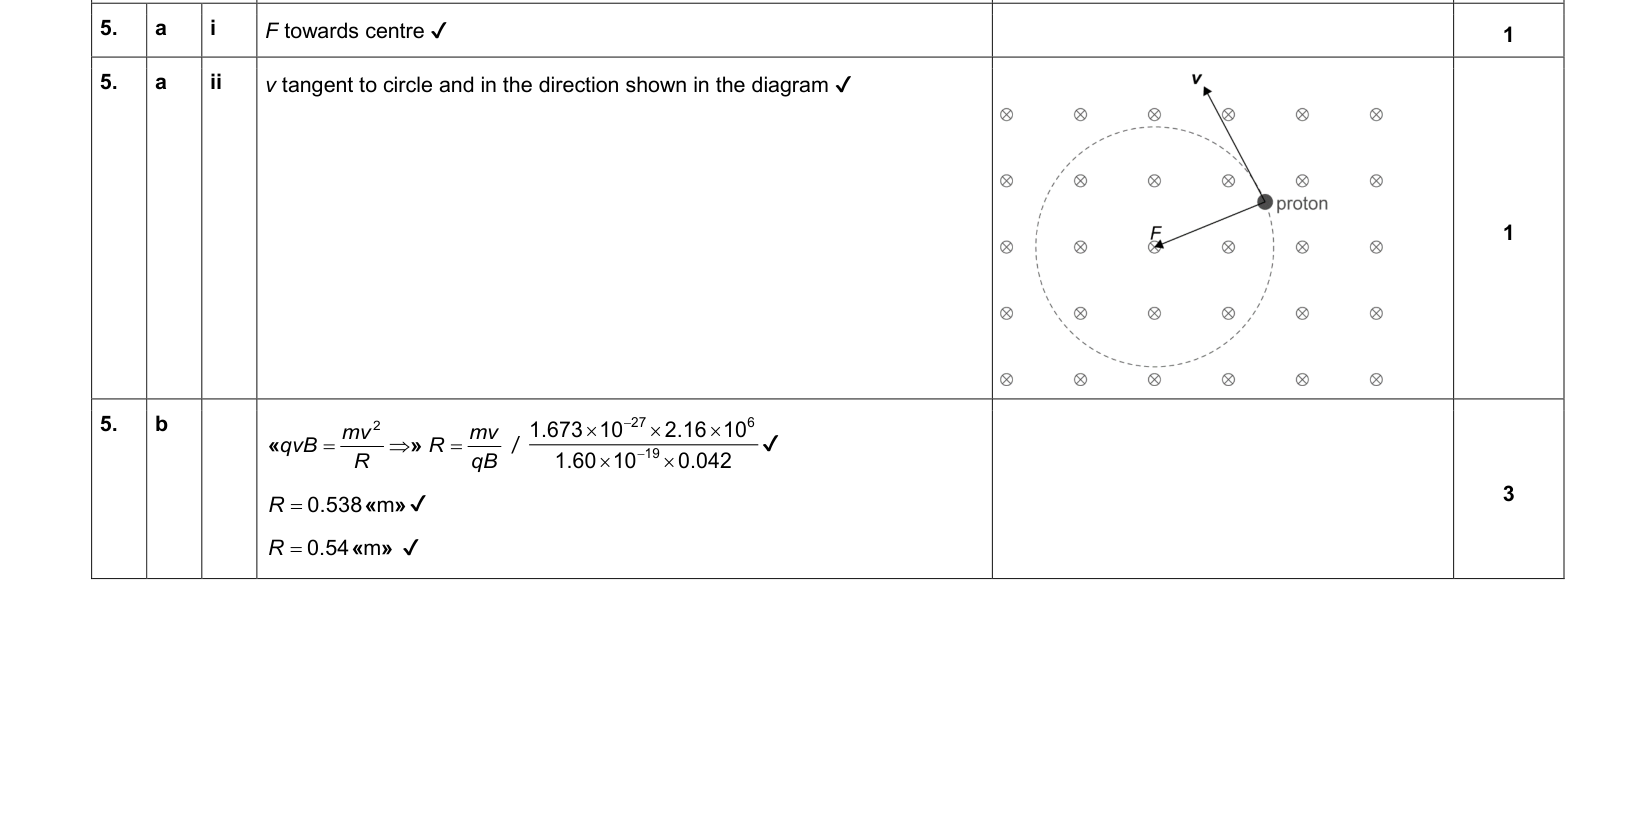 5. a i F towards centre ✓ 1
5. a ii v tangent to circle and in the direction shown in the diagram ✓ 1
v
proton
F
5. b «qvB = mv²/R ⇒» R = mv/qB / 1.673×10⁻²⁷×2.16×10⁶/1.60×10⁻¹⁹×0.042 ✓
R = 0.538 «m» ✓
3
R = 0.54 «m» ✓